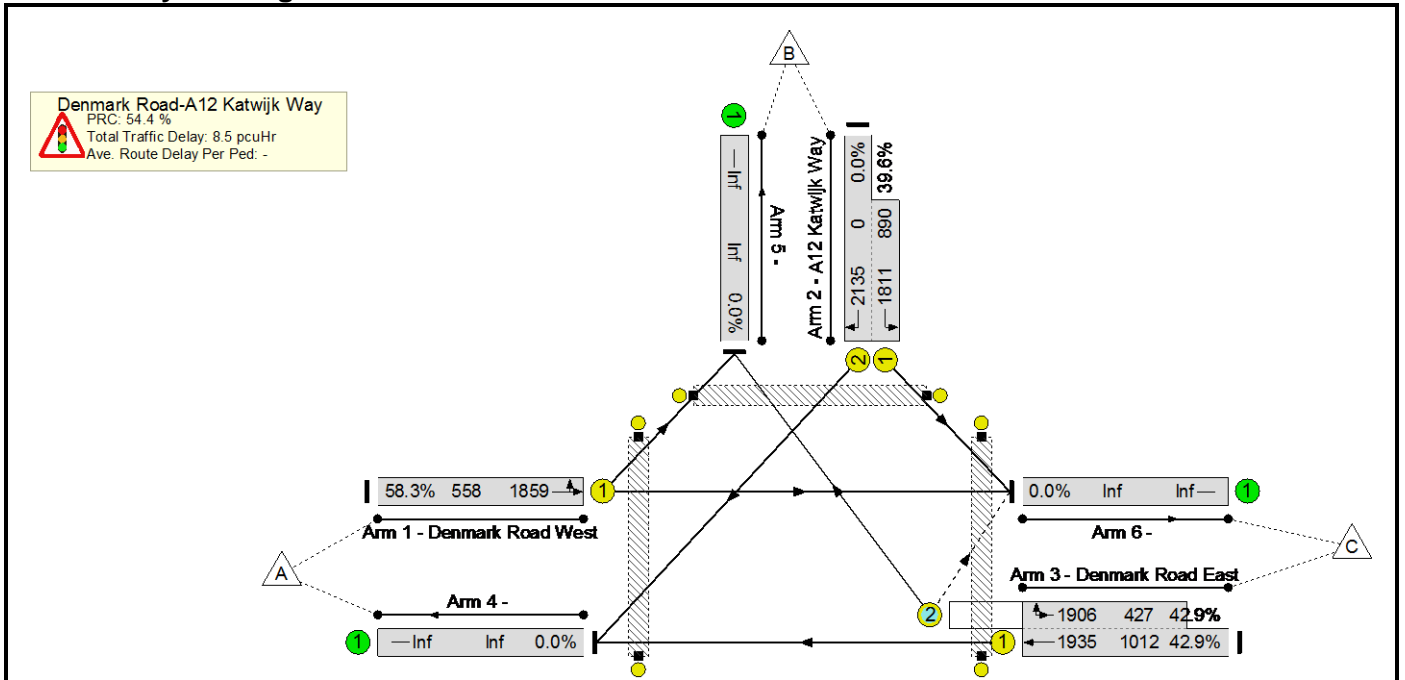 Denmark Road-A12 Katwijk Way
PRC: 54.4 %
Total Traffic Delay: 8.5 pcuHr
Ave. Route Delay Per Ped: -
B
1
Inf Inf 0.0%
Arm 5 -
Arm 2 - A12 Katwijk Way
2135 0 0.0%
1811 890 39.6%
2 1
58.3% 558 1859
1
Arm 1 - Denmark Road West
0.0% Inf Inf
1
Arm 6 -
A
C
Arm 4 -
Arm 3 - Denmark Road East
2
1906 427 42.9%
1
Inf Inf 0.0%
1
1935 1012 42.9%